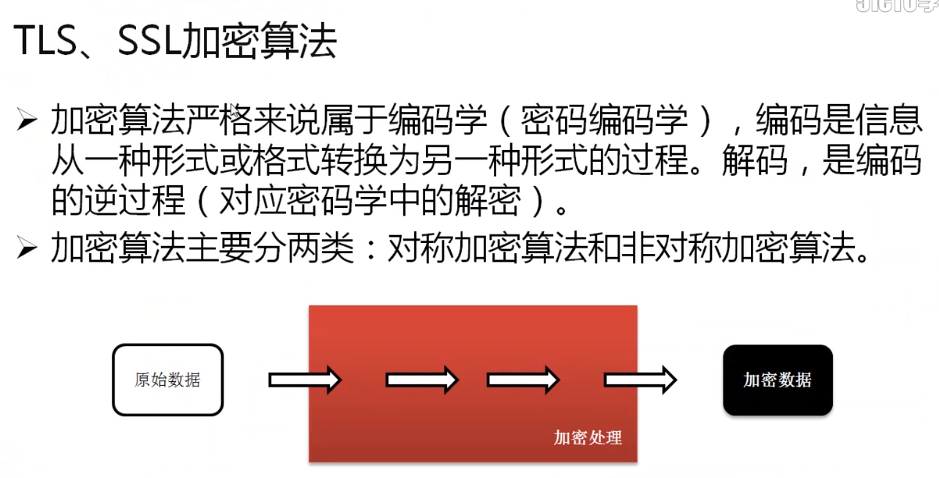 TLS、SSL加密算法
加密算法严格来说属于编码学（密码编码学），编码是信息
从一种形式或格式转换为另一种形式的过程。解码，是编码
的逆过程（对应密码学中的解密）。
加密算法主要分两类：对称加密算法和非对称加密算法。
原始数据
加密数据
加密处理